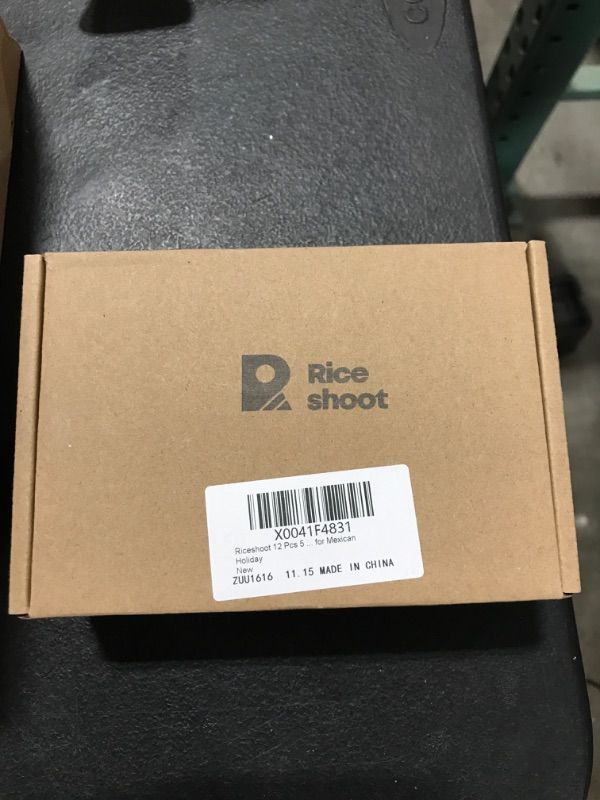 Rice
shoot
X0041F4831
Riceshoot 12 Pcs 5 ... for Mexican
Holiday
New
ZUU1616 11.15 MADE IN CHINA